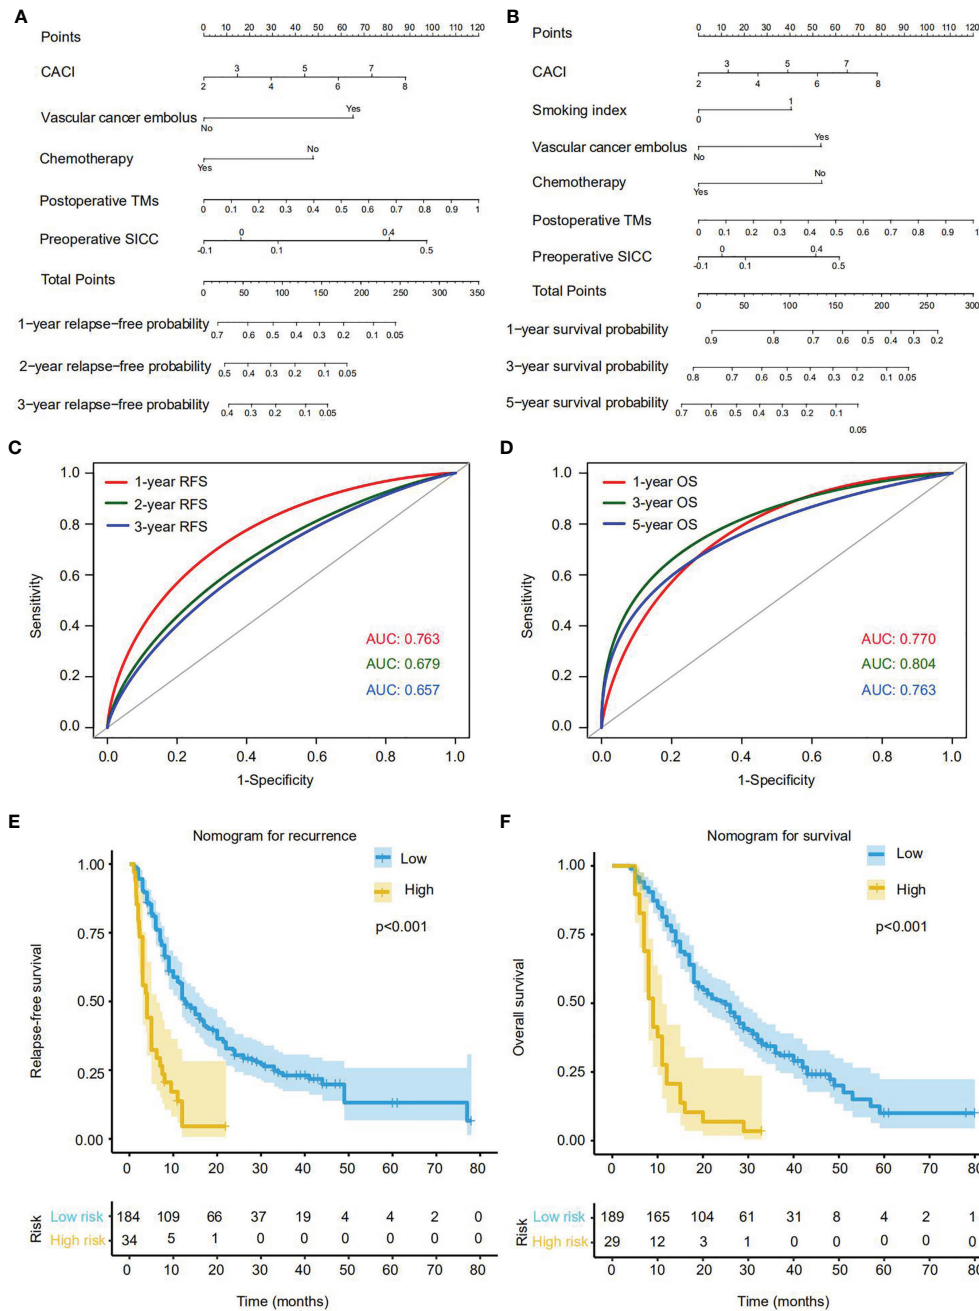 A
Points
0 10 20 30 40 50 60 70 80 90 100 110 120
CACI
3 5 7
2 4 6 8
Vascular cancer embolus
Yes
No
Chemotherapy
No
Yes
Postoperative TMs
0 0.1 0.2 0.3 0.4 0.5 0.6 0.7 0.8 0.9 1
Preoperative SICC
0 0.4
-0.1 0.1 0.5
Total Points
0 50 100 150 200 250 300 350
1-year relapse-free probability
0.7 0.6 0.5 0.4 0.3 0.2 0.1 0.05
2-year relapse-free probability
0.5 0.4 0.3 0.2 0.1 0.05
3-year relapse-free probability
0.4 0.3 0.2 0.1 0.05
B
Points
0 10 20 30 40 50 60 70 80 90 100 110 120
CACI
3 5 7
2 4 6 8
Smoking index
1
0
Vascular cancer embolus
Yes
No
Chemotherapy
No
Yes
Postoperative TMs
0 0.1 0.2 0.3 0.4 0.5 0.6 0.7 0.8 0.9 1
Preoperative SICC
0 0.4
-0.1 0.1 0.5
Total Points
0 50 100 150 200 250 300
1-year survival probability
0.9 0.8 0.7 0.6 0.5 0.4 0.3 0.2
3-year survival probability
0.8 0.7 0.6 0.5 0.4 0.3 0.2 0.1 0.05
5-year survival probability
0.7 0.6 0.5 0.4 0.3 0.2 0.1
0.05
C
1-year RFS
2-year RFS
3-year RFS
AUC: 0.763
AUC: 0.679
AUC: 0.657
Sensitivity
1.0
0.8
0.6
0.4
0.2
0.0
0.0 0.2 0.4 0.6 0.8 1.0
1-Specificity
D
1-year OS
3-year OS
5-year OS
AUC: 0.770
AUC: 0.804
AUC: 0.763
Sensitivity
1.0
0.8
0.6
0.4
0.2
0.0
0.0 0.2 0.4 0.6 0.8 1.0
1-Specificity
E
Nomogram for recurrence
Low
High
p<0.001
Relapse-free survival
1.00
0.75
0.50
0.25
0.00
0 10 20 30 40 50 60 70 80
Risk
Low risk 184 109 66 37 19 4 4 2 0
High risk 34 5 1 0 0 0 0 0 0
0 10 20 30 40 50 60 70 80
Time (months)
F
Nomogram for survival
Low
High
p<0.001
Overall survival
1.00
0.75
0.50
0.25
0.00
0 10 20 30 40 50 60 70 80
Risk
Low risk 189 165 104 61 31 8 4 2 1
High risk 29 12 3 1 0 0 0 0 0
0 10 20 30 40 50 60 70 80
Time (months)